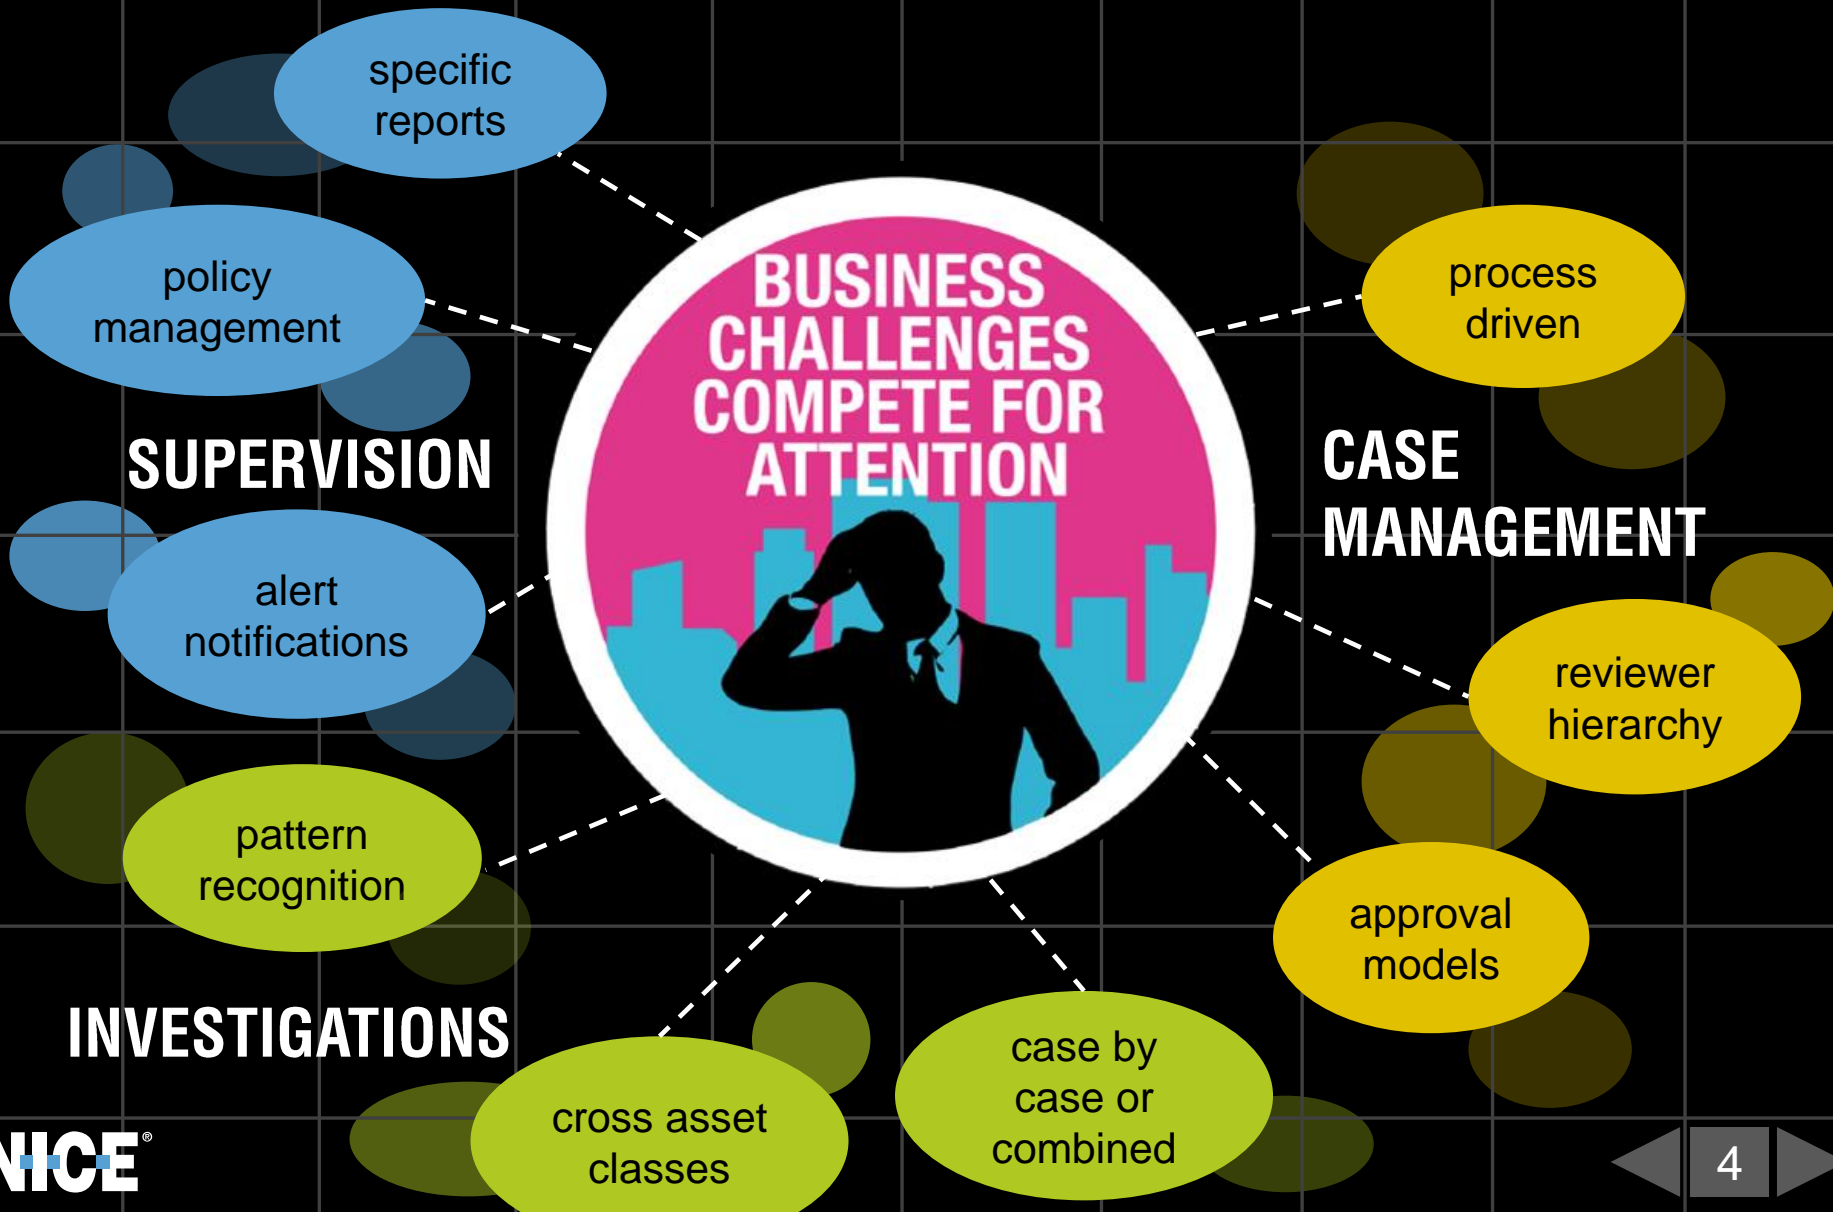 specific
reports
policy
management
SUPERVISION
alert
notifications
pattern
recognition
INVESTIGATIONS
cross asset
classes
case by
case or
combined
BUSINESS
CHALLENGES
COMPETE FOR
ATTENTION
process
driven
CASE
MANAGEMENT
reviewer
hierarchy
approval
models
NICE®
4